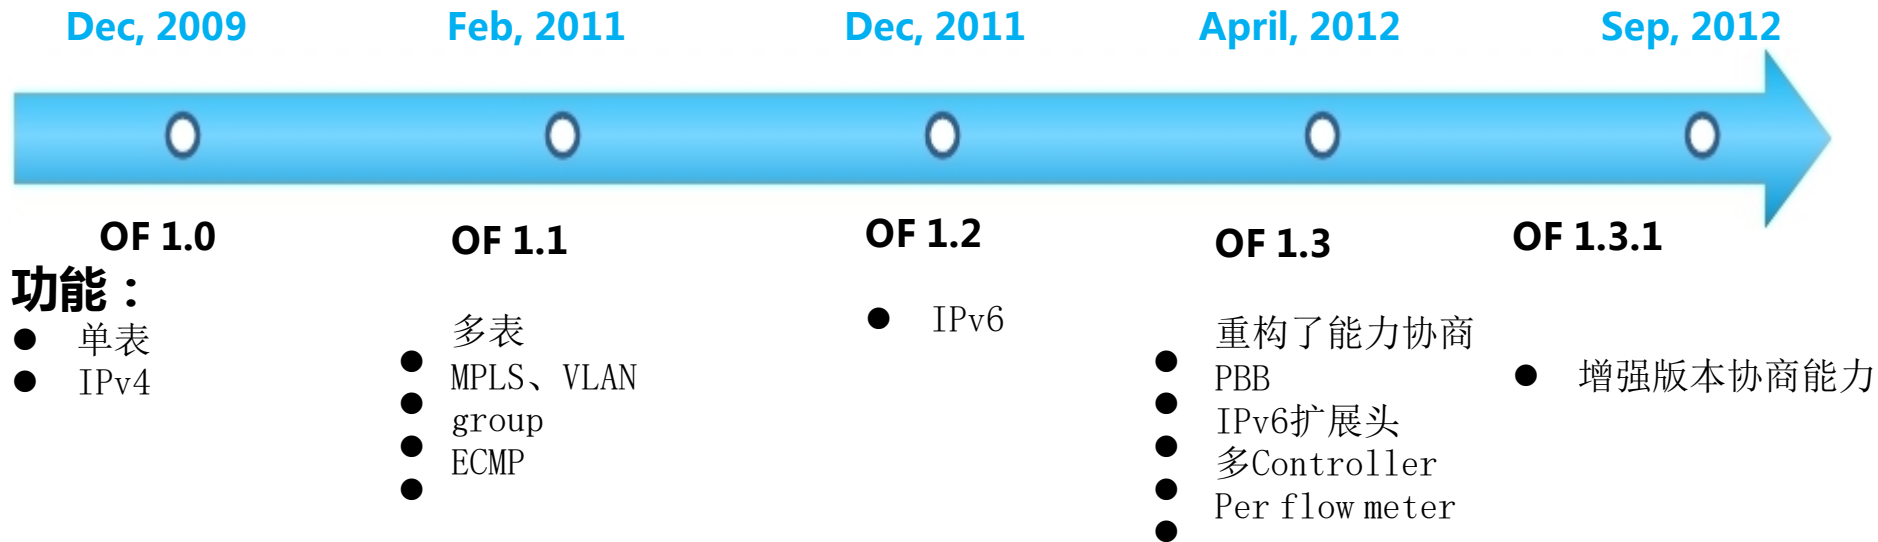 Dec, 2009
Feb, 2011
Dec, 2011
April, 2012
Sep, 2012
OF 1.0
OF 1.1
OF 1.2
OF 1.3
OF 1.3.1
功能：
● 单表
● IPv4
多表
● MPLS、VLAN
● group
● ECMP
●
● IPv6
重构了能力协商
● PBB
● IPv6扩展头
● 多Controller
● Per flow meter
●
● 增强版本协商能力